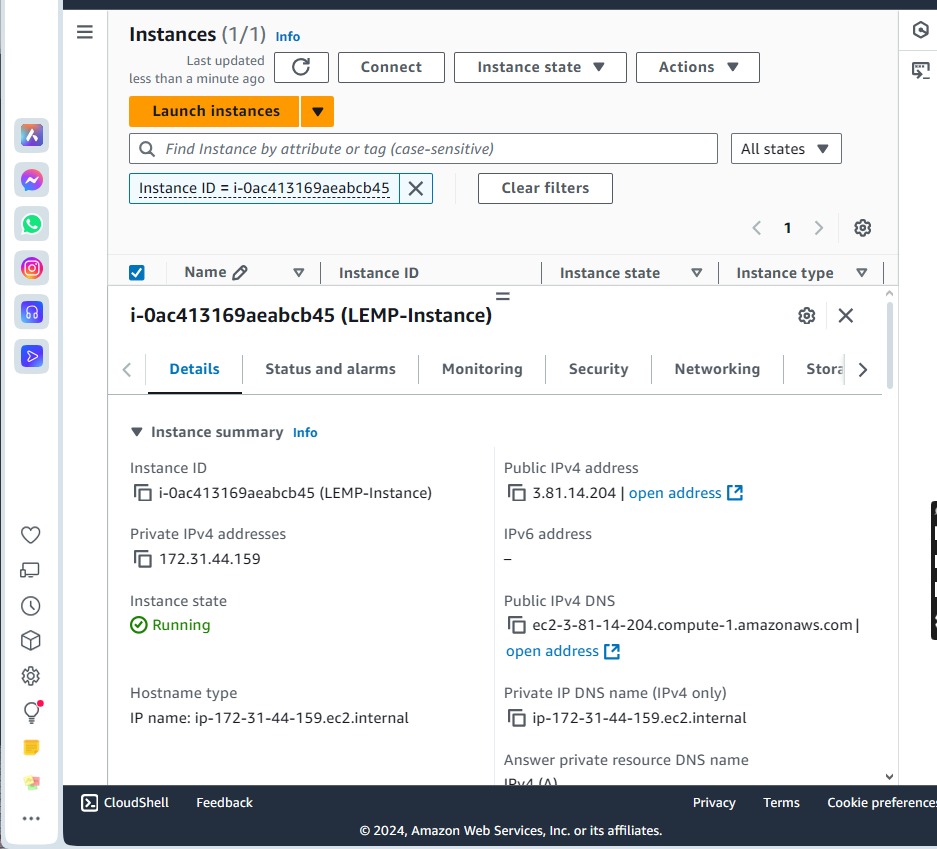 Instances (1/1) Info
Last updated
less than a minute ago
Connect
Instance state
Actions
Launch instances
Find Instance by attribute or tag (case-sensitive)
All states
Instance ID = i-0ac413169aeabcb45
Clear filters
1
Name
Instance ID
Instance state
Instance type
i-0ac413169aeabcb45 (LEMP-Instance)
Details
Status and alarms
Monitoring
Security
Networking
Stora
Instance summary Info
Instance ID
i-0ac413169aeabcb45 (LEMP-Instance)
Public IPv4 address
3.81.14.204 | open address
Private IPv4 addresses
172.31.44.159
IPv6 address
–
Instance state
Running
Public IPv4 DNS
ec2-3-81-14-204.compute-1.amazonaws.com |
open address
Hostname type
IP name: ip-172-31-44-159.ec2.internal
Private IP DNS name (IPv4 only)
ip-172-31-44-159.ec2.internal
Answer private resource DNS name
IPv4 (A)
CloudShell
Feedback
Privacy
Terms
Cookie preferences
© 2024, Amazon Web Services, Inc. or its affiliates.